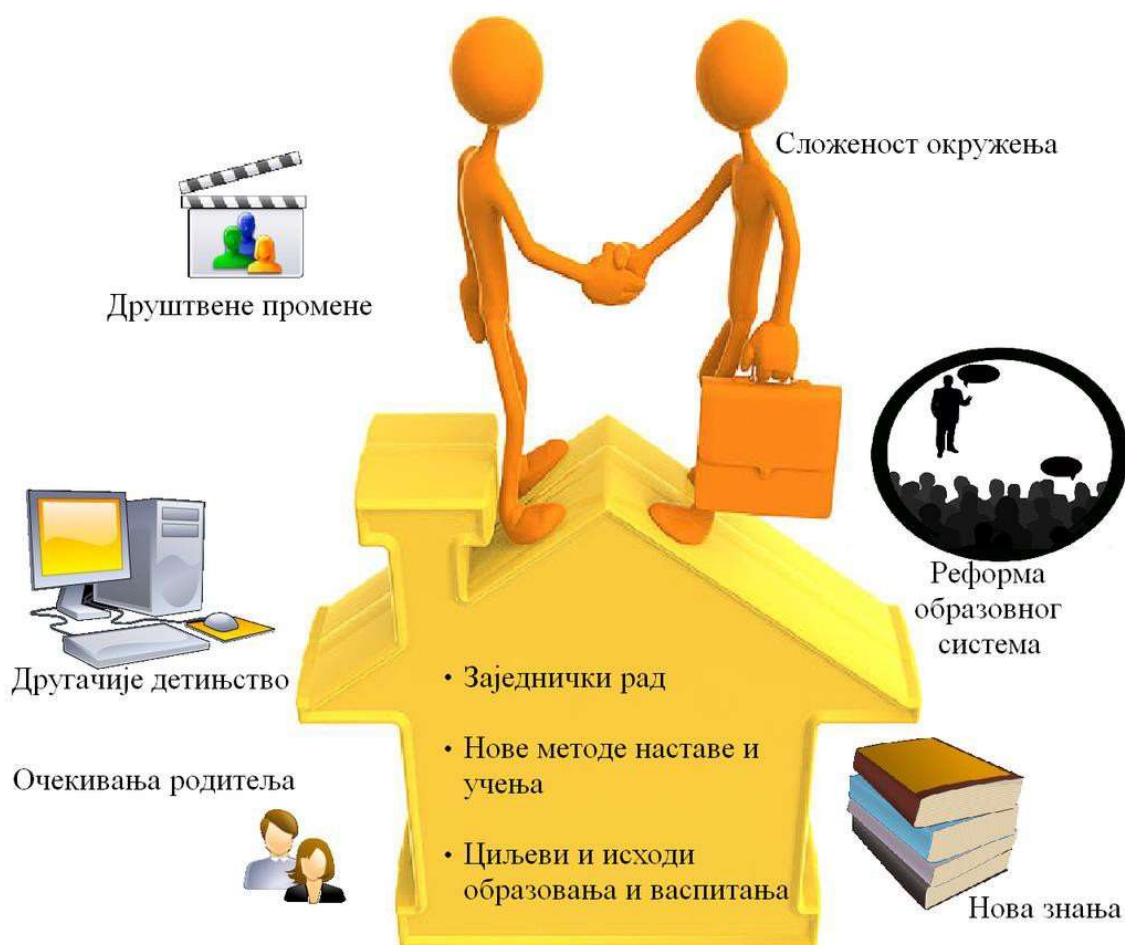 Сложеност окружења
Друштвене промене
Реформа
образовног
система
Другачије детињство
• Заједнички рад
• Нове методе наставе и
учења
• Циљеви и исходи
образовања и васпитања
Очекивања родитеља
Нова знања